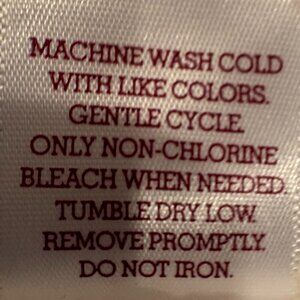 MACHINE WASH COLD
WITH LIKE COLORS.
GENTLE CYCLE.
ONLY NON-CHLORINE
BLEACH WHEN NEEDED.
TUMBLE DRY LOW.
REMOVE PROMPTLY.
DO NOT IRON.